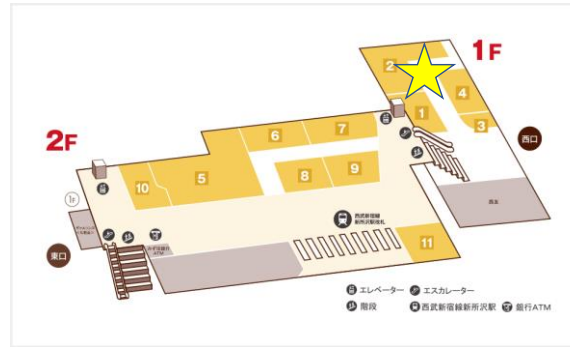 1F
2
4
1
3
西口
2F
6
7
5
10
8
9
西武新宿線
新所沢駅改札
11
東口
ATM
エレベーター
エスカレーター
階段
西武新宿線新所沢駅
銀行ATM